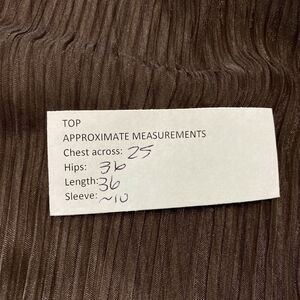 TOP
APPROXIMATE MEASUREMENTS
Chest across: 25
Hips: 36
Length: 36
Sleeve: ~10